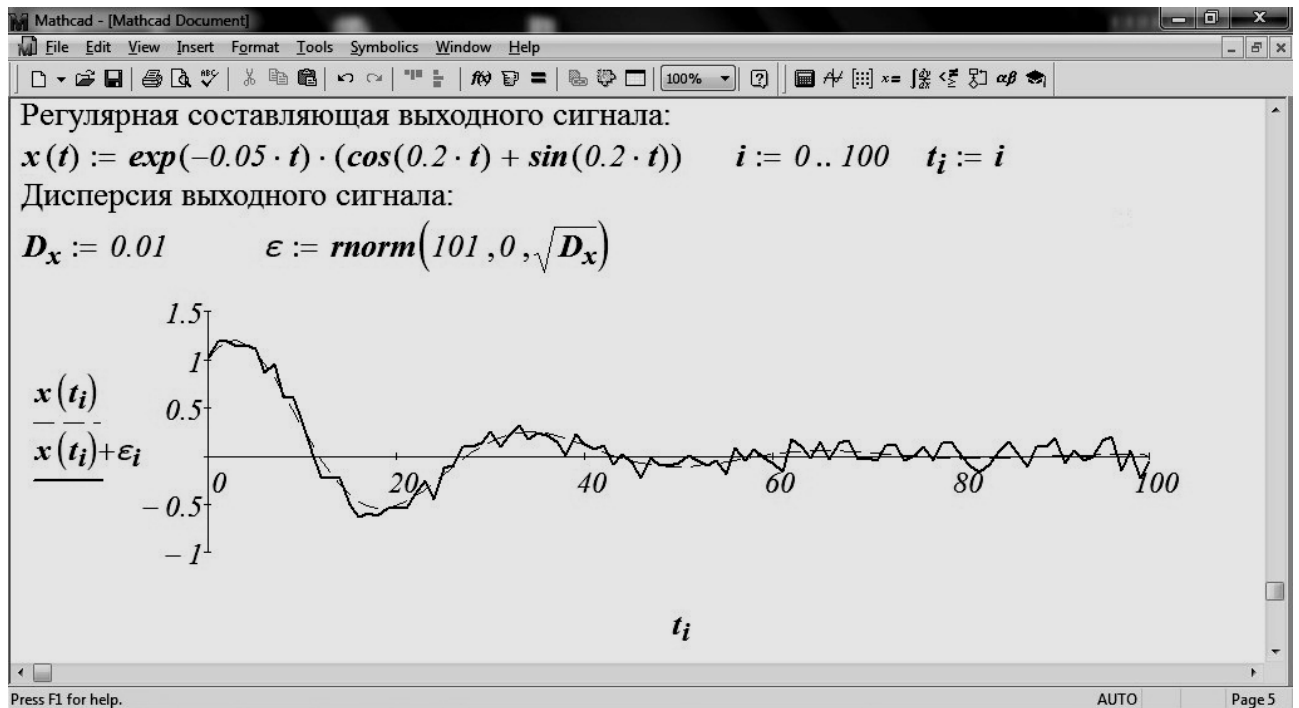 Mathcad - [Mathcad Document]
File Edit View Insert Format Tools Symbolics Window Help
100%
Регулярная составляющая выходного сигнала:
x(t) := exp(−0.05 · t) · (cos(0.2 · t) + sin(0.2 · t)) i := 0 .. 100 t_i := i
Дисперсия выходного сигнала:
D_x := 0.01 ε := rnorm(101 , 0 , √D_x)
1.5
1
x(t_i)
0.5
x(t_i)+ε_i
0 20 40 60 80 100
− 0.5
− 1
t_i
Press F1 for help. AUTO Page 5